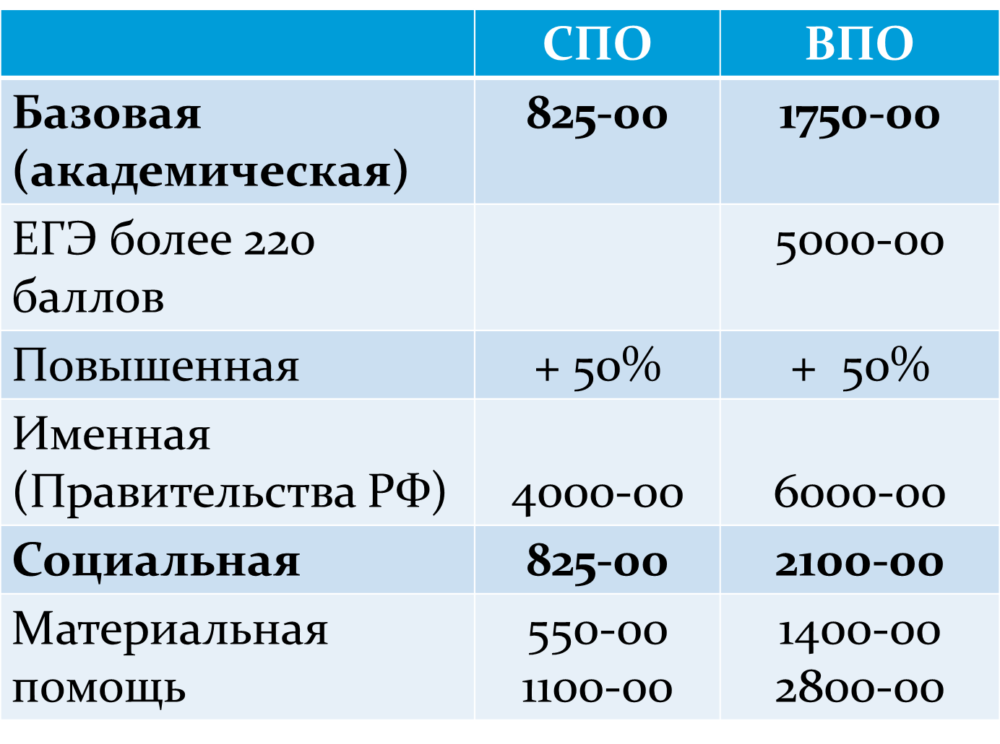 СПО ВПО
Базовая 825-00 1750-00
(академическая)
ЕГЭ более 220 5000-00
баллов
Повышенная + 50% + 50%
Именная
(Правительства РФ) 4000-00 6000-00
Социальная 825-00 2100-00
Материальная 550-00 1400-00
помощь 1100-00 2800-00